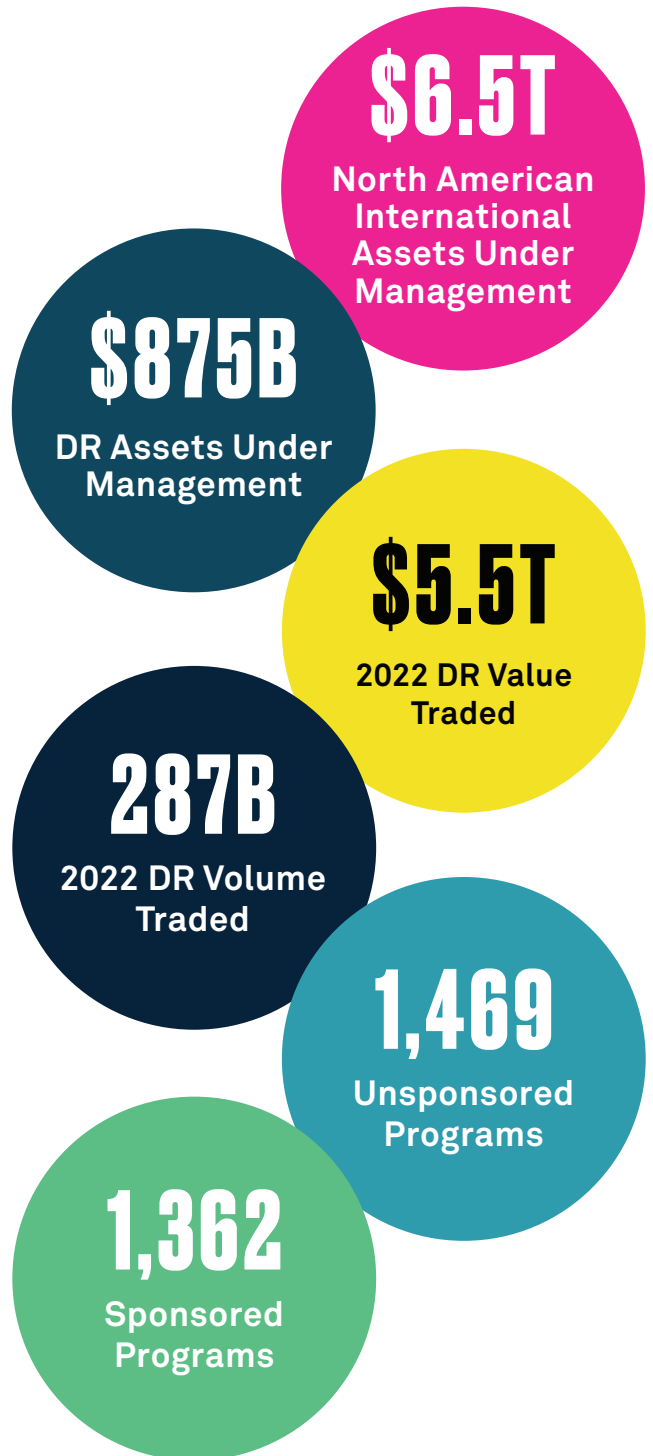 $6.5T
North American
International
Assets Under
Management
$875B
DR Assets Under
Management
$5.5T
2022 DR Value
Traded
287B
2022 DR Volume
Traded
1,469
Unsponsored
Programs
1,362
Sponsored
Programs